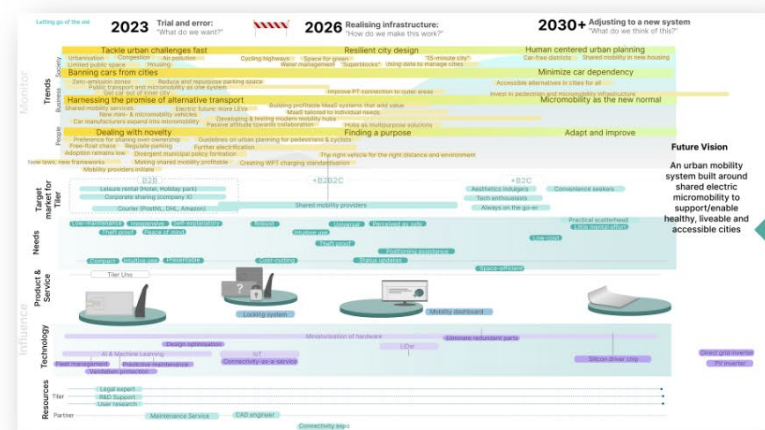 Letting go of the old
2023
Trial and error:
"What do we want?"
2026
Realising infrastructure:
"How do we make this work?"
2030+
Adjusting to a new system
"What do we think of this?"
Monitor
Trends
Society
Tackle urban challenges fast
Resilient city design
Human centered urban planning
Urbanisation
Congestion
Air pollution
Cycling highways
Space for green
"15-minute city"
Car-free districts
Shared mobility in new housing
Limited public space
Housing
Water management
"Superblocks"
Using data to manage cities
Banning cars from cities
Minimize car dependency
Zero-emission zones
Reduce and repurpose parking space
Accessible alternatives in cities for all
Business
Public transport and micromobility as one system
Improve PT connection to outer areas
Invest in pedestrian and micromobility infrastructure
Harnessing the promise of alternative transport
Micromobility as the new normal
Shared mobility services
Electric future: more LEVs
Building profitable MaaS systems that add value
New mini- & micromobility vehicles
MaaS tailored to individual needs
Developing & testing modern mobility hubs
Car manufacturers expand into micromobility
Passive attitude towards collaboration
Hubs as multipurpose solutions
People
Dealing with novelty
Finding a purpose
Adapt and improve
Preference for sharing over ownership
Guidelines on urban planning for pedestrians & cyclists
Free-float chaos
Regulate parking
Further electrification
Adoption remains low
Divergent municipal policy formation
The right vehicle for the right distance and environment
New laws, new frameworks
Making shared mobility profitable
Creating WPT charging standardisation
Mobility providers initiate
Future Vision
An urban mobility
system built around
shared electric
micromobility to
support/enable
healthy, liveable and
accessible cities
Target
market for
Tiler
B2B
+B2B2C
+B2C
Leisure rental (Hotel, Holiday park)
Corporate sharing (company X)
Courier (PostNL, DHL, Amazon)
Shared mobility providers
Aesthetics indulgers
Convenience seekers
Tech enthusiasts
Always on the go-er
Needs
Low-maintenance
Inexpensive
Self-explanatory
Robust
Universal
Perceived as safe
Practical scatterhead
Little mental effort
Theft proof
Peace of mind
Intuitive use
Low-cost
Theft proof
Positioning assistance
Compact
Intuitive use
Presentable
Cost-cutting
Status updates
Space-efficient
Influence
Product &
Service
Tiler Uno
Locking system
Mobility dashboard
Technology
Miniaturisation of hardware
Eliminate redundant parts
Design optimisation
LiDar
AI & Machine Learning
IoT
Connectivity-as-a-service
Fleet management
Predictive maintenance
Vandalism protection
Silicon driver chip
Direct grid inverter
PV inverter
Resources
Tiler
Legal expert
R&D Support
User research
Partner
Maintenance Service
CAD engineer
Connectivity expo